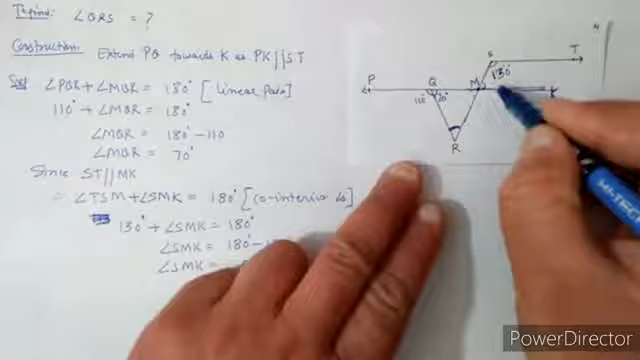 To find: ∠QRS = ?
Construction: Extend PQ towards K as PK||ST
Sol ∠PQR + ∠MQR = 180° [Linear Pair]
110° + ∠MQR = 180°
∠MQR = 180° - 110
∠MQR = 70°
Since ST||MK
∠TSM + ∠SMK = 180° [co-interior ∠s]
130° + ∠SMK = 180°
∠SMK = 180° -
∠SMK =
S
T
130°
P
Q
M
K
110°
70°
R
PowerDirector